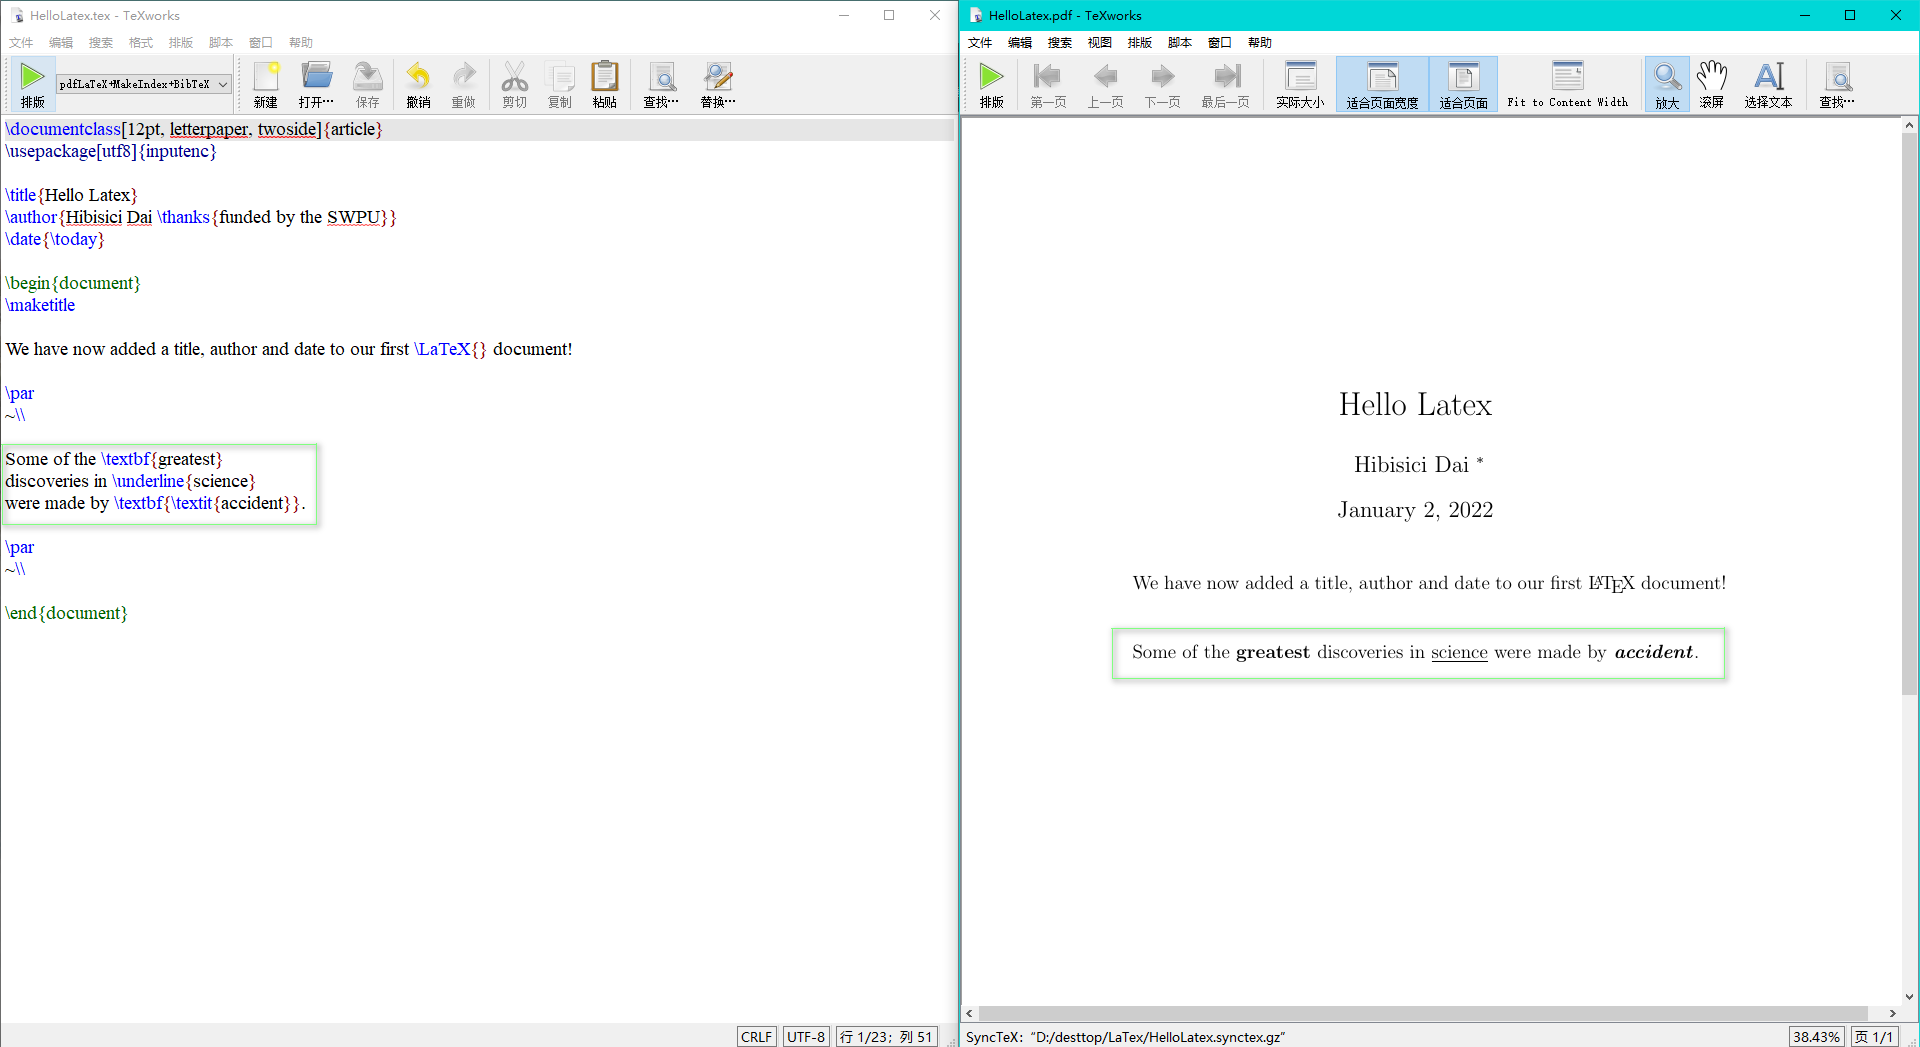 HelloLatex.tex - TeXworks
文件 编辑 搜索 格式 排版 脚本 窗口 帮助
排版 pdfLaTeX+MakeIndex+BibTeX 新建 打开… 保存 撤销 重做 剪切 复制 粘贴 查找… 替换…
\documentclass[12pt, letterpaper, twoside]{article}
\usepackage[utf8]{inputenc}
\title{Hello Latex}
\author{Hibisici Dai \thanks{funded by the SWPU}}
\date{\today}
\begin{document}
\maketitle
We have now added a title, author and date to our first \LaTeX{} document!
\par
~\\
Some of the \textbf{greatest}
discoveries in \underline{science}
were made by \textbf{\textit{accident}}.
\par
~\\
\end{document}
CRLF UTF-8 行 1/23; 列 51
HelloLatex.pdf - TeXworks
文件 编辑 搜索 视图 排版 脚本 窗口 帮助
排版 第一页 上一页 下一页 最后一页 实际大小 适合页面宽度 适合页面 Fit to Content Width 放大 滚屏 选择文本 查找…
Hello Latex
Hibisici Dai *
January 2, 2022
We have now added a title, author and date to our first LATEX document!
Some of the greatest discoveries in science were made by accident.
SyncTeX: "D:/desttop/LaTex/HelloLatex.synctex.gz" 38.43% 页 1/1